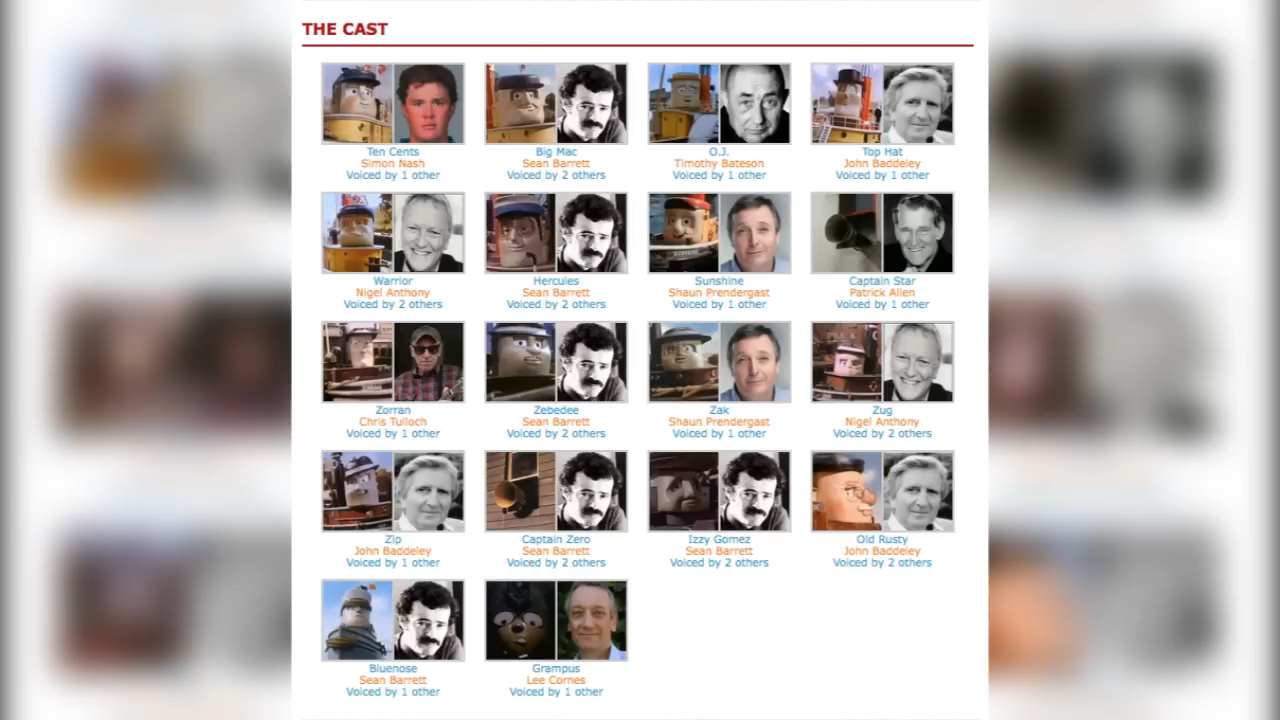 THE CAST
Ten Cents
Simon Nash
Voiced by 1 other
Big Mac
Sean Barrett
Voiced by 2 others
O.J.
Timothy Bateson
Voiced by 1 other
Top Hat
John Baddeley
Voiced by 1 other
Warrior
Nigel Anthony
Voiced by 2 others
Hercules
Sean Barrett
Voiced by 2 others
Sunshine
Shaun Prendergast
Voiced by 1 other
Captain Star
Patrick Allen
Voiced by 1 other
Zorran
Chris Tulloch
Voiced by 1 other
Zebedee
Sean Barrett
Voiced by 2 others
Zak
Shaun Prendergast
Voiced by 1 other
Zug
Nigel Anthony
Voiced by 2 others
Zip
John Baddeley
Voiced by 1 other
Captain Zero
Sean Barrett
Voiced by 2 others
Izzy Gomez
Sean Barrett
Voiced by 2 others
Old Rusty
John Baddeley
Voiced by 2 others
Bluenose
Sean Barrett
Voiced by 1 other
Grampus
Lee Cornes
Voiced by 1 other